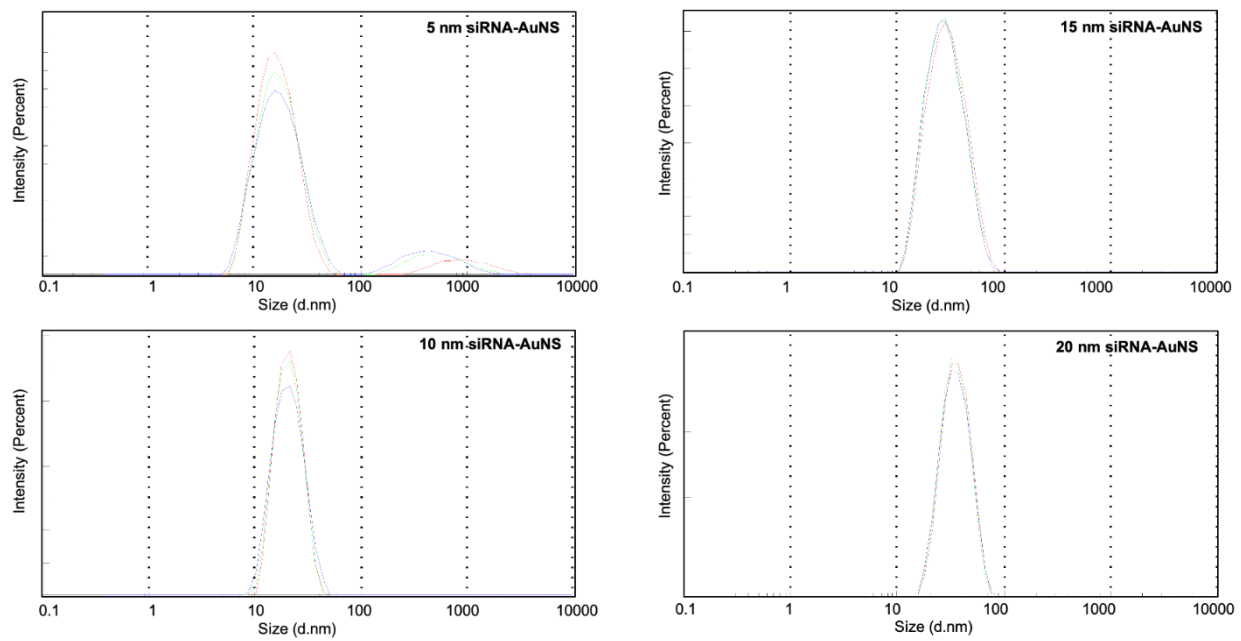 5 nm siRNA-AuNS
Intensity (Percent)
0.1 1 10 100 1000 10000
Size (d.nm)
15 nm siRNA-AuNS
Intensity (Percent)
0.1 1 10 100 1000 10000
Size (d.nm)
10 nm siRNA-AuNS
Intensity (Percent)
0.1 1 10 100 1000 10000
Size (d.nm)
20 nm siRNA-AuNS
Intensity (Percent)
0.1 1 10 100 1000 10000
Size (d.nm)